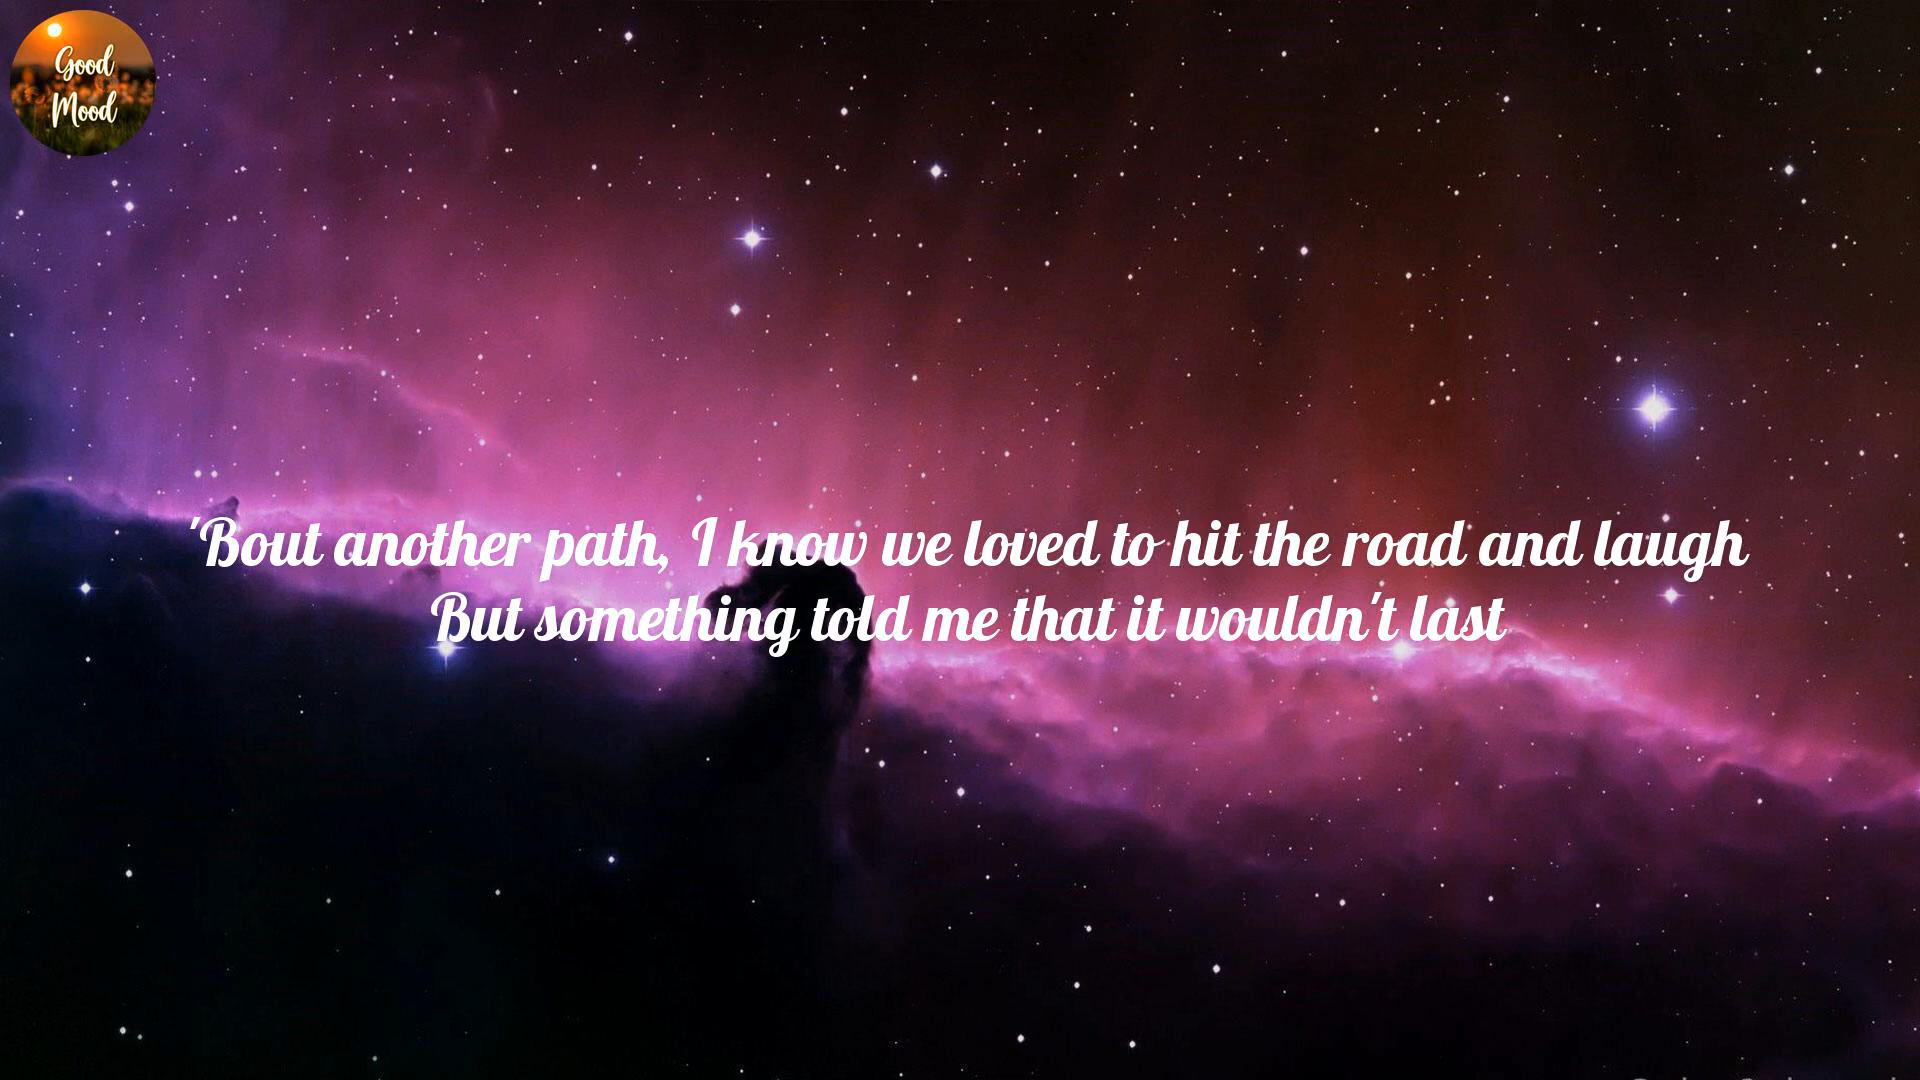 Good
Mood
'Bout another path, I know we loved to hit the road and laugh
But something told me that it wouldn't last